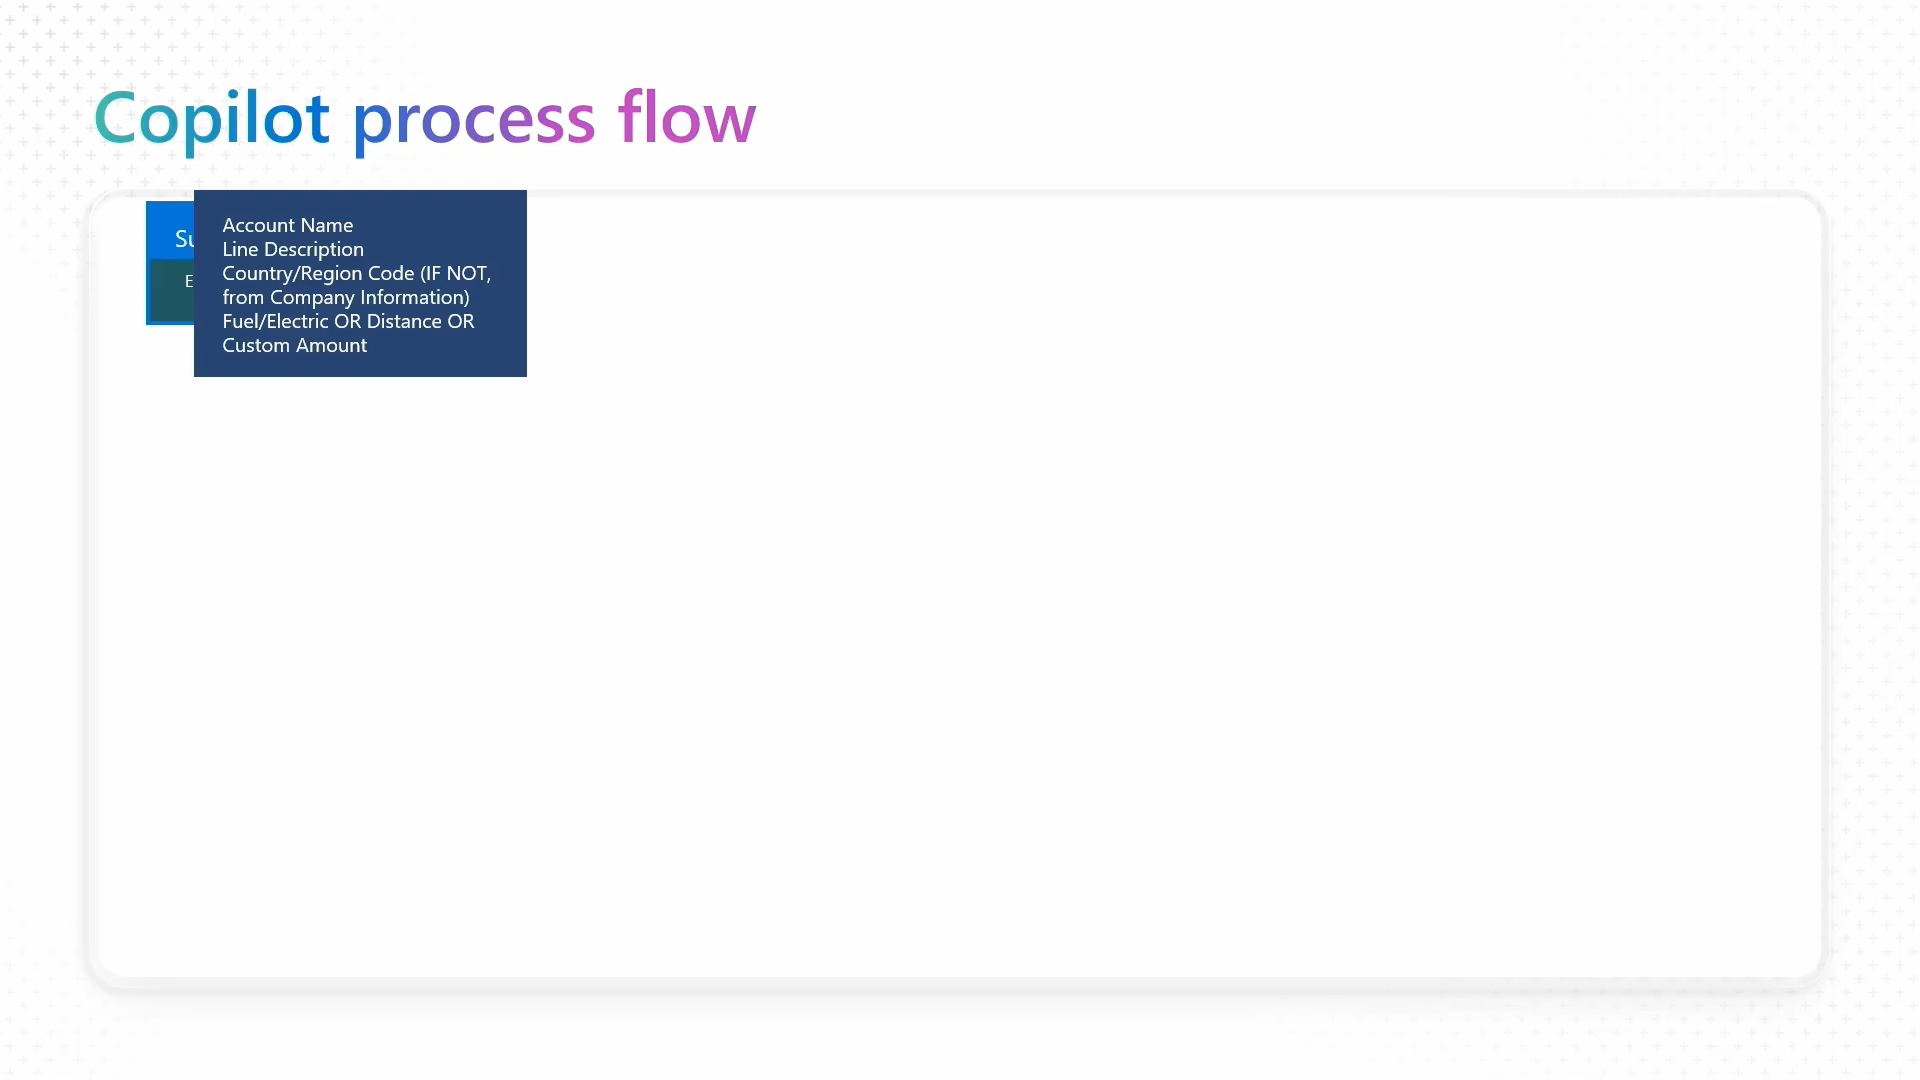 Copilot process flow
Account Name
Line Description
Country/Region Code (IF NOT,
from Company Information)
Fuel/Electric OR Distance OR
Custom Amount